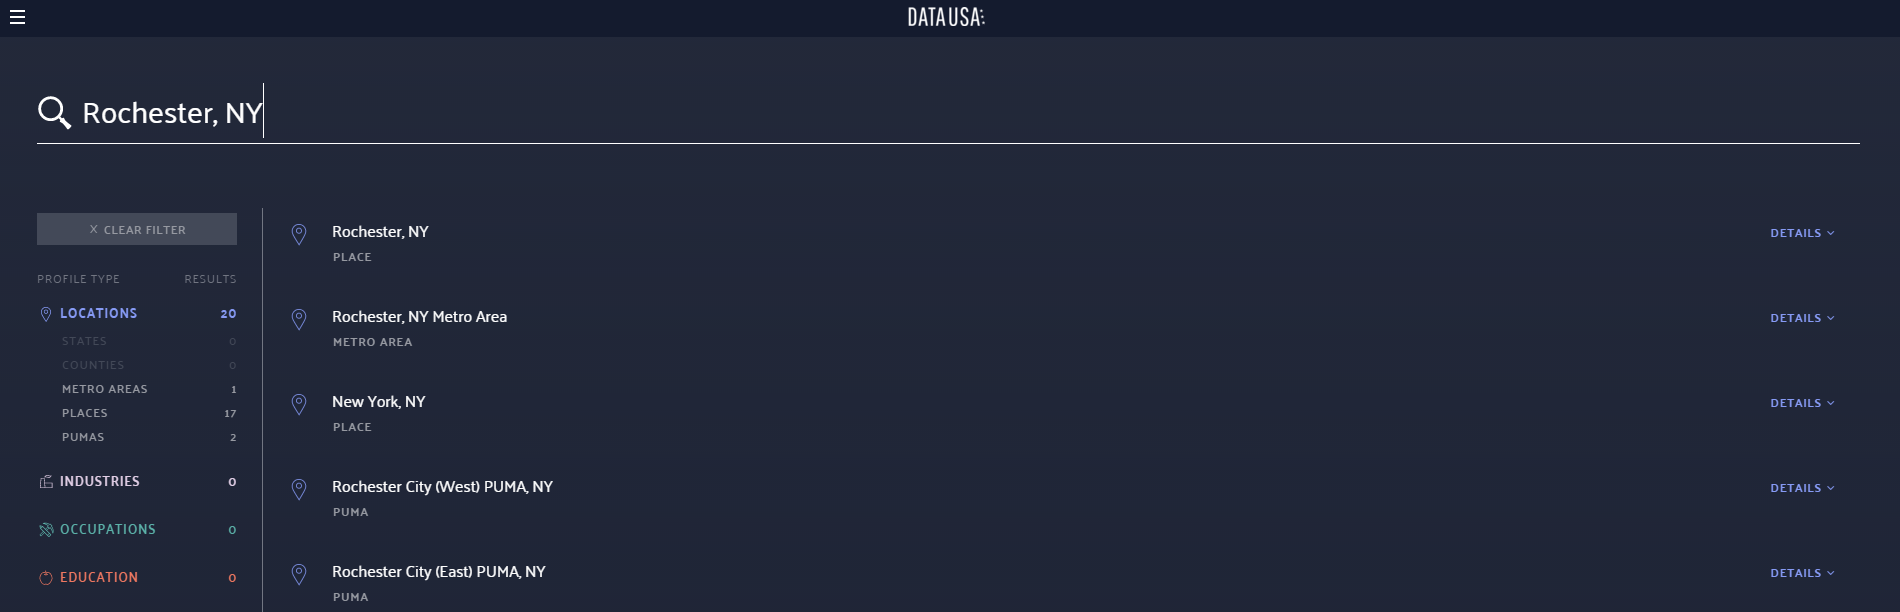 DATAUSA
Rochester, NY
X CLEAR FILTER
PROFILE TYPE RESULTS
LOCATIONS 20
STATES 0
COUNTIES 0
METRO AREAS 1
PLACES 17
PUMAS 2
INDUSTRIES 0
OCCUPATIONS 0
EDUCATION 0
Rochester, NY
PLACE
DETAILS
Rochester, NY Metro Area
METRO AREA
DETAILS
New York, NY
PLACE
DETAILS
Rochester City (West) PUMA, NY
PUMA
DETAILS
Rochester City (East) PUMA, NY
PUMA
DETAILS